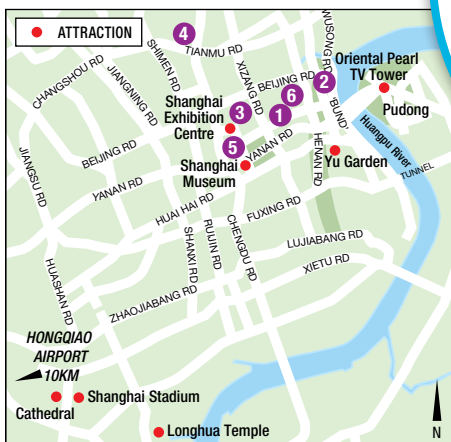 ATTRACTION
4
TIANMU RD
WUSONG RD
SHIMEN RD
XIZANG RD
BEIJING RD
2
BUND
Oriental Pearl
TV Tower
Pudong
CHANGSHOU RD
JIANGNING RD
Shanghai
Exhibition
Centre
3
6
1
5
YANAN RD
HENAN RD
Yu Garden
Huangpu River
TUNNEL
Shanghai
Museum
JIANGSU RD
BEIJING RD
YANAN RD
HUAI HAI RD
FUXING RD
SHANXI RD
RUIJIN RD
CHENGDU RD
LUJIABANG RD
XIETU RD
HUASHAN RD
ZHAOJIABANG RD
HONGQIAO
AIRPORT
10KM
Cathedral
Shanghai Stadium
Longhua Temple
N